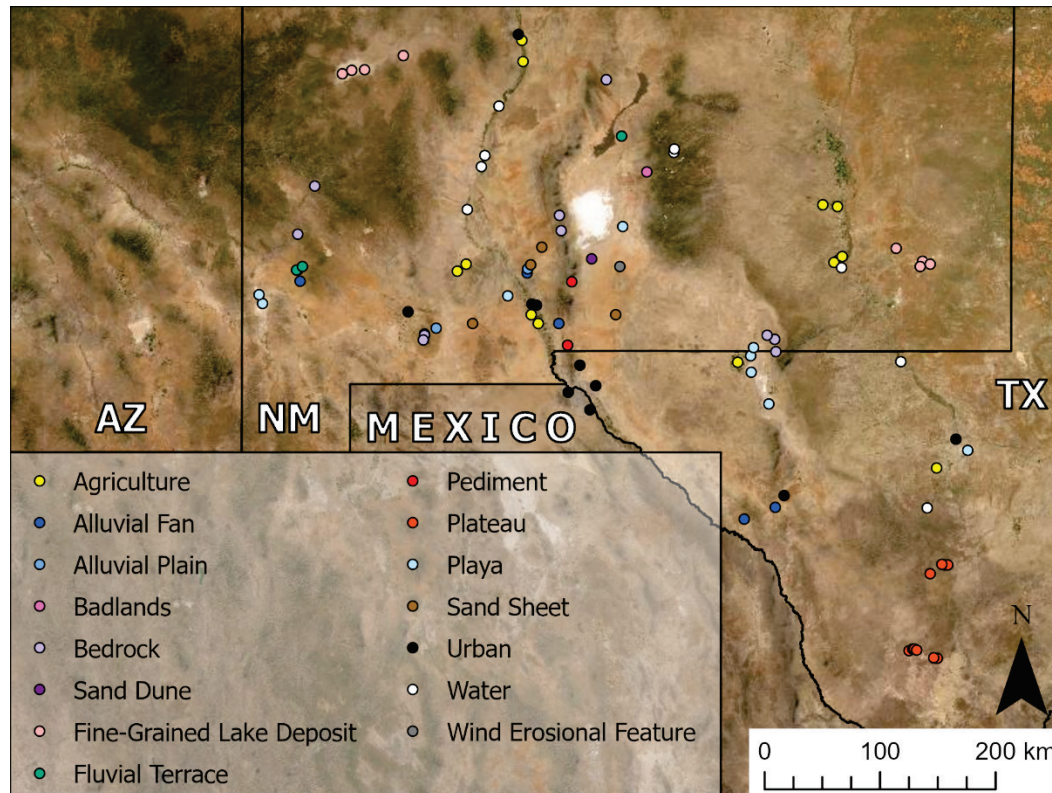 AZ
NM
MEXICO
TX
Agriculture
Alluvial Fan
Alluvial Plain
Badlands
Bedrock
Sand Dune
Fine-Grained Lake Deposit
Fluvial Terrace
Pediment
Plateau
Playa
Sand Sheet
Urban
Water
Wind Erosional Feature
N
0 100 200 km